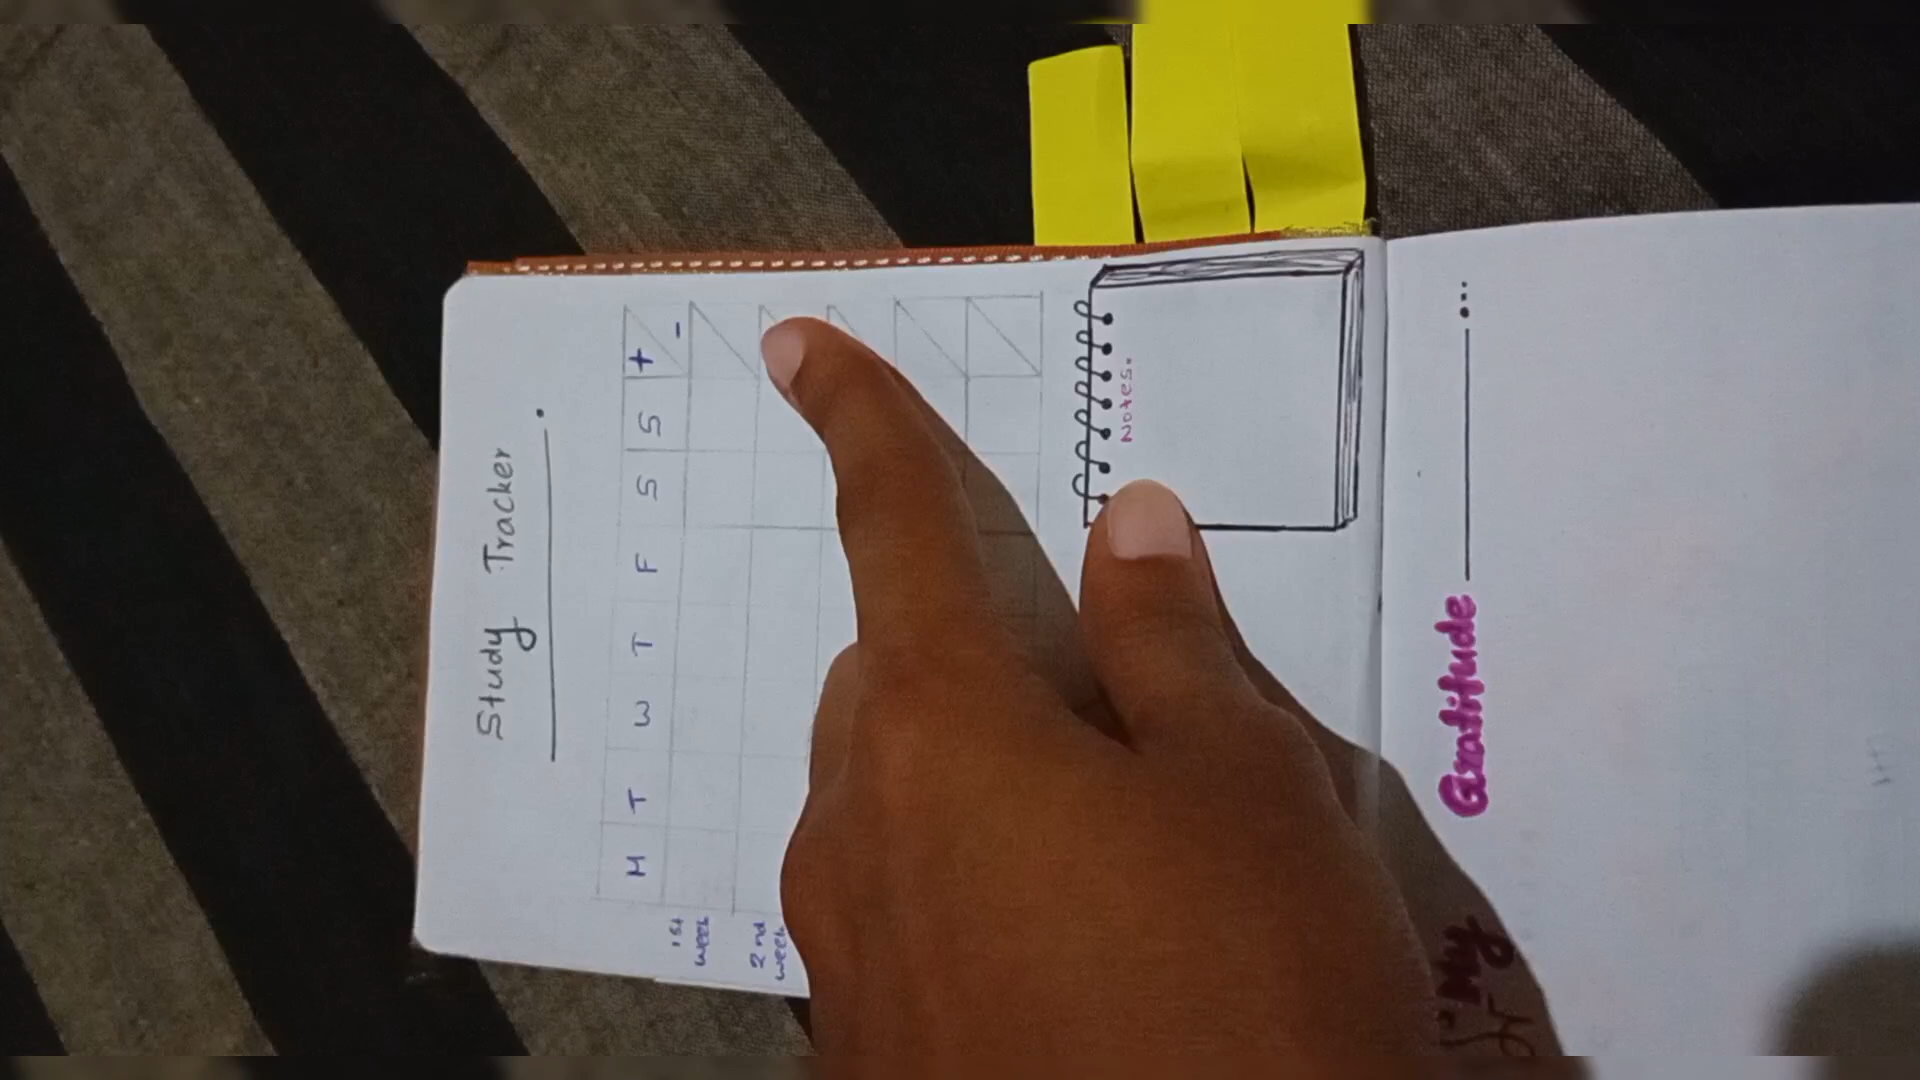 Study Tracker
M T W T F S S + -
1st
week
2nd
week
Notes.
My Gratitude